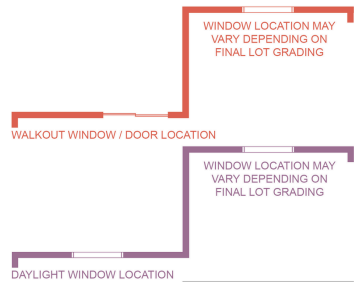 WINDOW LOCATION MAY
VARY DEPENDING ON
FINAL LOT GRADING
WALKOUT WINDOW / DOOR LOCATION
WINDOW LOCATION MAY
VARY DEPENDING ON
FINAL LOT GRADING
DAYLIGHT WINDOW LOCATION